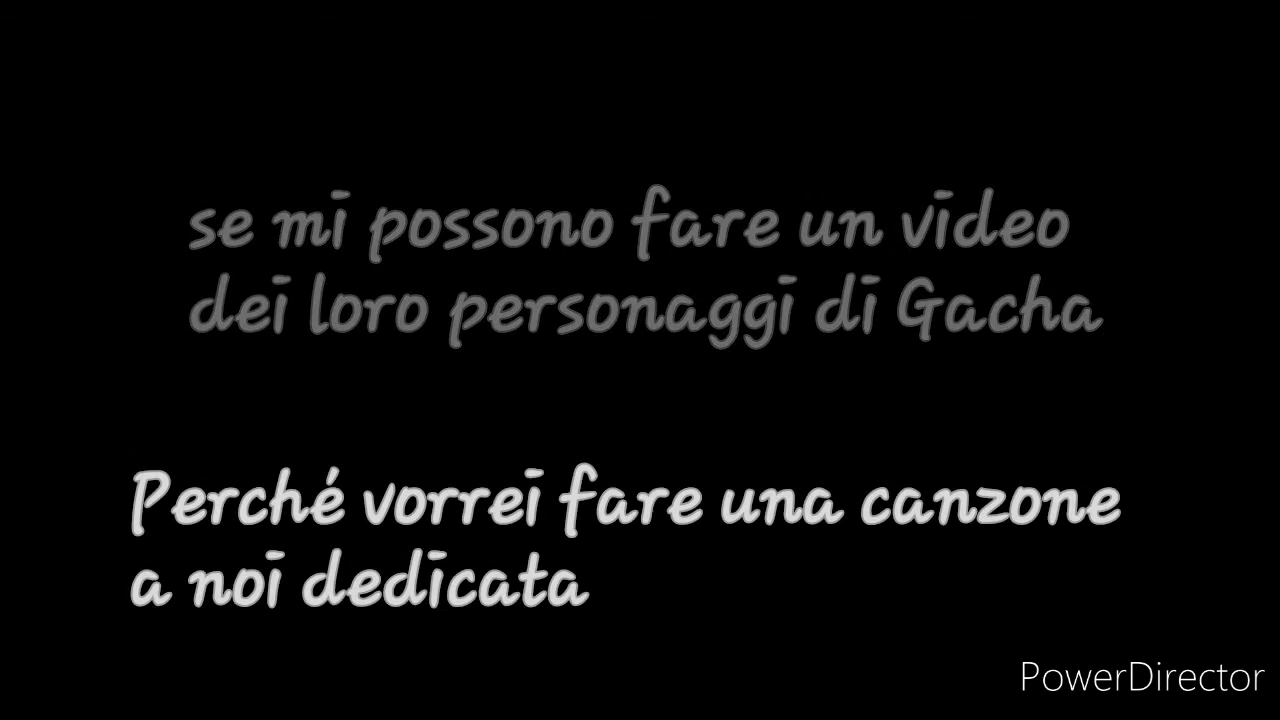 se mi possono fare un video
dei loro personaggi di Gacha
Perché vorrei fare una canzone
a noi dedicata
PowerDirector